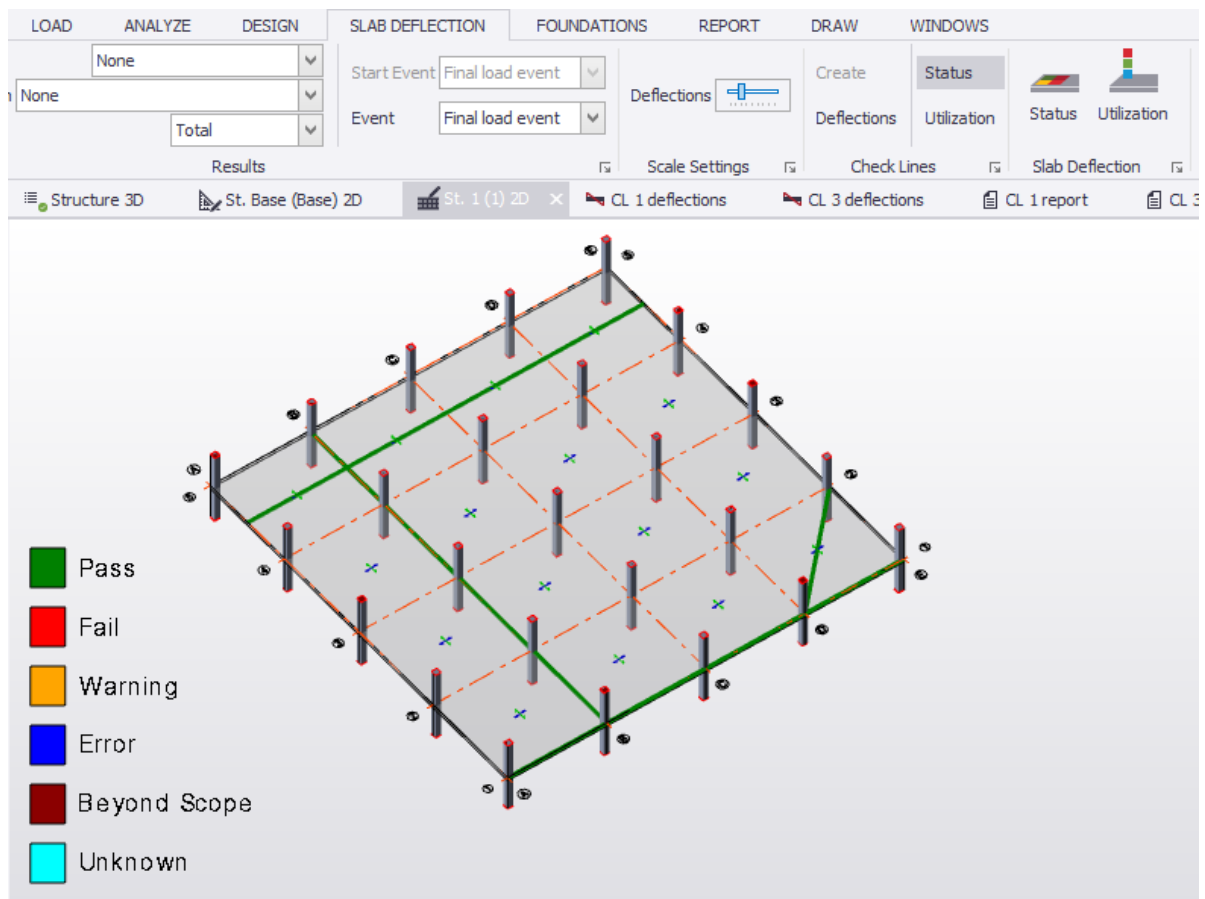 LOAD ANALYZE DESIGN SLAB DEFLECTION FOUNDATIONS REPORT DRAW WINDOWS
None
Start Event Final load event
None
Deflections
Event Final load event
Total
Create
Deflections
Status
Utilization
Status Utilization
Results Scale Settings Check Lines Slab Deflection
Structure 3D St. Base (Base) 2D St. 1 (1) 2D CL 1 deflections CL 3 deflections CL 1 report CL 3
Pass
Fail
Warning
Error
Beyond Scope
Unknown